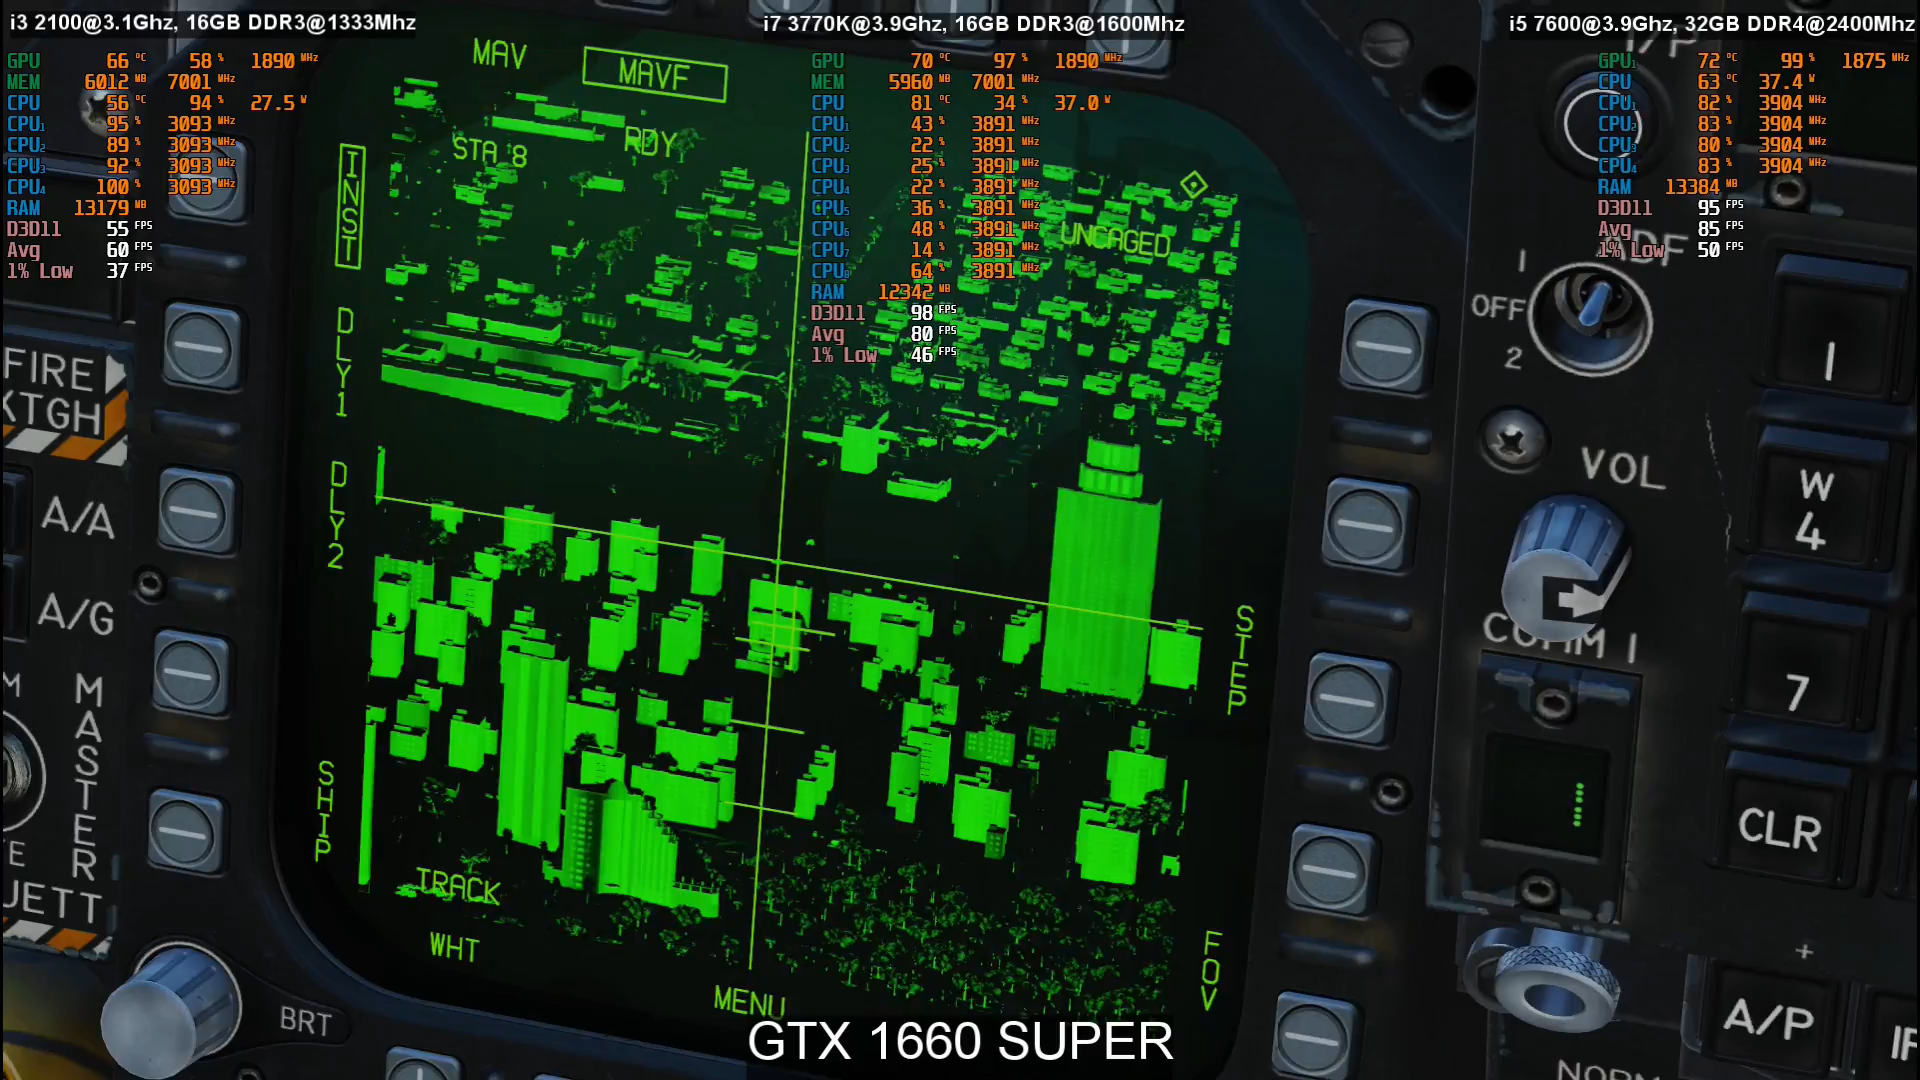 i3 2100@3.1Ghz, 16GB DDR3@1333Mhz
GPU 66 °C 58 % 1890 MHz
MEM 6012 MB 7001 MHz
CPU 56 °C 94 % 27.5 W
CPU1 95 % 3093 MHz
CPU2 89 % 3093 MHz
CPU3 92 % 3093 MHz
CPU4 100 % 3093 MHz
RAM 13179 MB
D3D11 55 FPS
Avg 60 FPS
1% Low 37 FPS
i7 3770K@3.9Ghz, 16GB DDR3@1600Mhz
GPU 70 °C 97 % 1890 MHz
MEM 5960 MB 7001 MHz
CPU 81 °C 34 % 37.0 W
CPU1 43 % 3891 MHz
CPU2 22 % 3891 MHz
CPU3 25 % 3891 MHz
CPU4 22 % 3891 MHz
CPU5 36 % 3891 MHz
CPU6 48 % 3891 MHz
CPU7 14 % 3891 MHz
CPU8 64 % 3891 MHz
RAM 12342 MB
D3D11 98 FPS
Avg 80 FPS
1% Low 46 FPS
i5 7600@3.9Ghz, 32GB DDR4@2400Mhz
GPU1 72 °C 99 % 1875 MHz
CPU 63 °C 37.4 W
CPU1 82 % 3904 MHz
CPU2 83 % 3904 MHz
CPU3 80 % 3904 MHz
CPU4 83 % 3904 MHz
RAM 13384 MB
D3D11 95 FPS
Avg 85 FPS
1% Low 50 FPS
MAV
MAVF
STA 8
RDY
INST
UNCAGED
DLY1
DLY2
STEP
SHIP
TRACK
WHT
MENU
FOV
FIRE
XTGH
A/A
A/G
MASTER
JETT
BRT
I/P
ADF
1
OFF
2
VOL
COMM 1
1
W
4
7
CLR
+
A/P
GTX 1660 SUPER